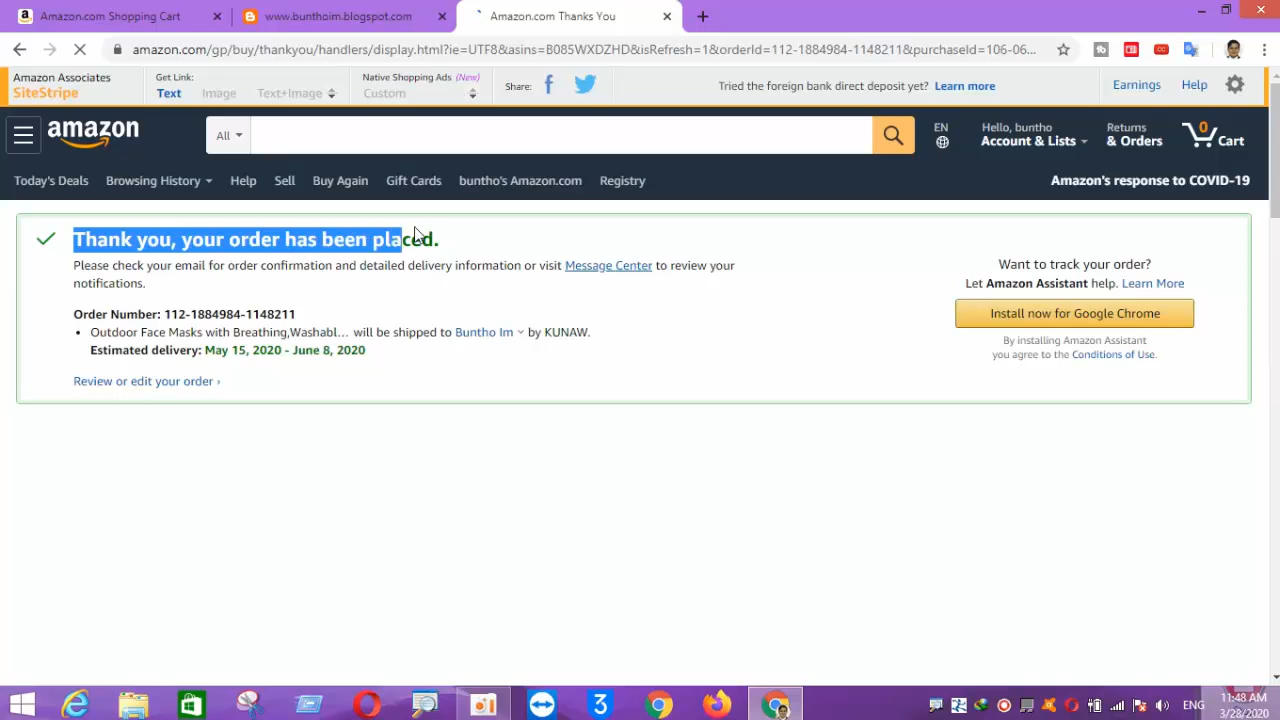 Amazon.com Shopping Cart
www.bunthoim.blogspot.com
Amazon.com Thanks You
amazon.com/gp/buy/thankyou/handlers/display.html?ie=UTF8&asins=B085WXDZHD&isRefresh=1&orderId=112-1884984-1148211&purchaseId=106-06...
Amazon Associates
SiteStripe
Get Link:
Text Image Text+Image
Native Shopping Ads (New)
Custom
Share:
Tried the foreign bank direct deposit yet? Learn more
Earnings
Help
amazon
All
EN
Hello, buntho
Account & Lists
Returns
& Orders
0
Cart
Today's Deals Browsing History Help Sell Buy Again Gift Cards buntho's Amazon.com Registry
Amazon's response to COVID-19
Thank you, your order has been placed.
Please check your email for order confirmation and detailed delivery information or visit Message Center to review your
notifications.
Order Number: 112-1884984-1148211
• Outdoor Face Masks with Breathing,Washabl... will be shipped to Buntho Im by KUNAW.
Estimated delivery: May 15, 2020 - June 8, 2020
Review or edit your order ›
Want to track your order?
Let Amazon Assistant help. Learn More
Install now for Google Chrome
By installing Amazon Assistant
you agree to the Conditions of Use.
3
ENG
11:48 AM
3/28/2020